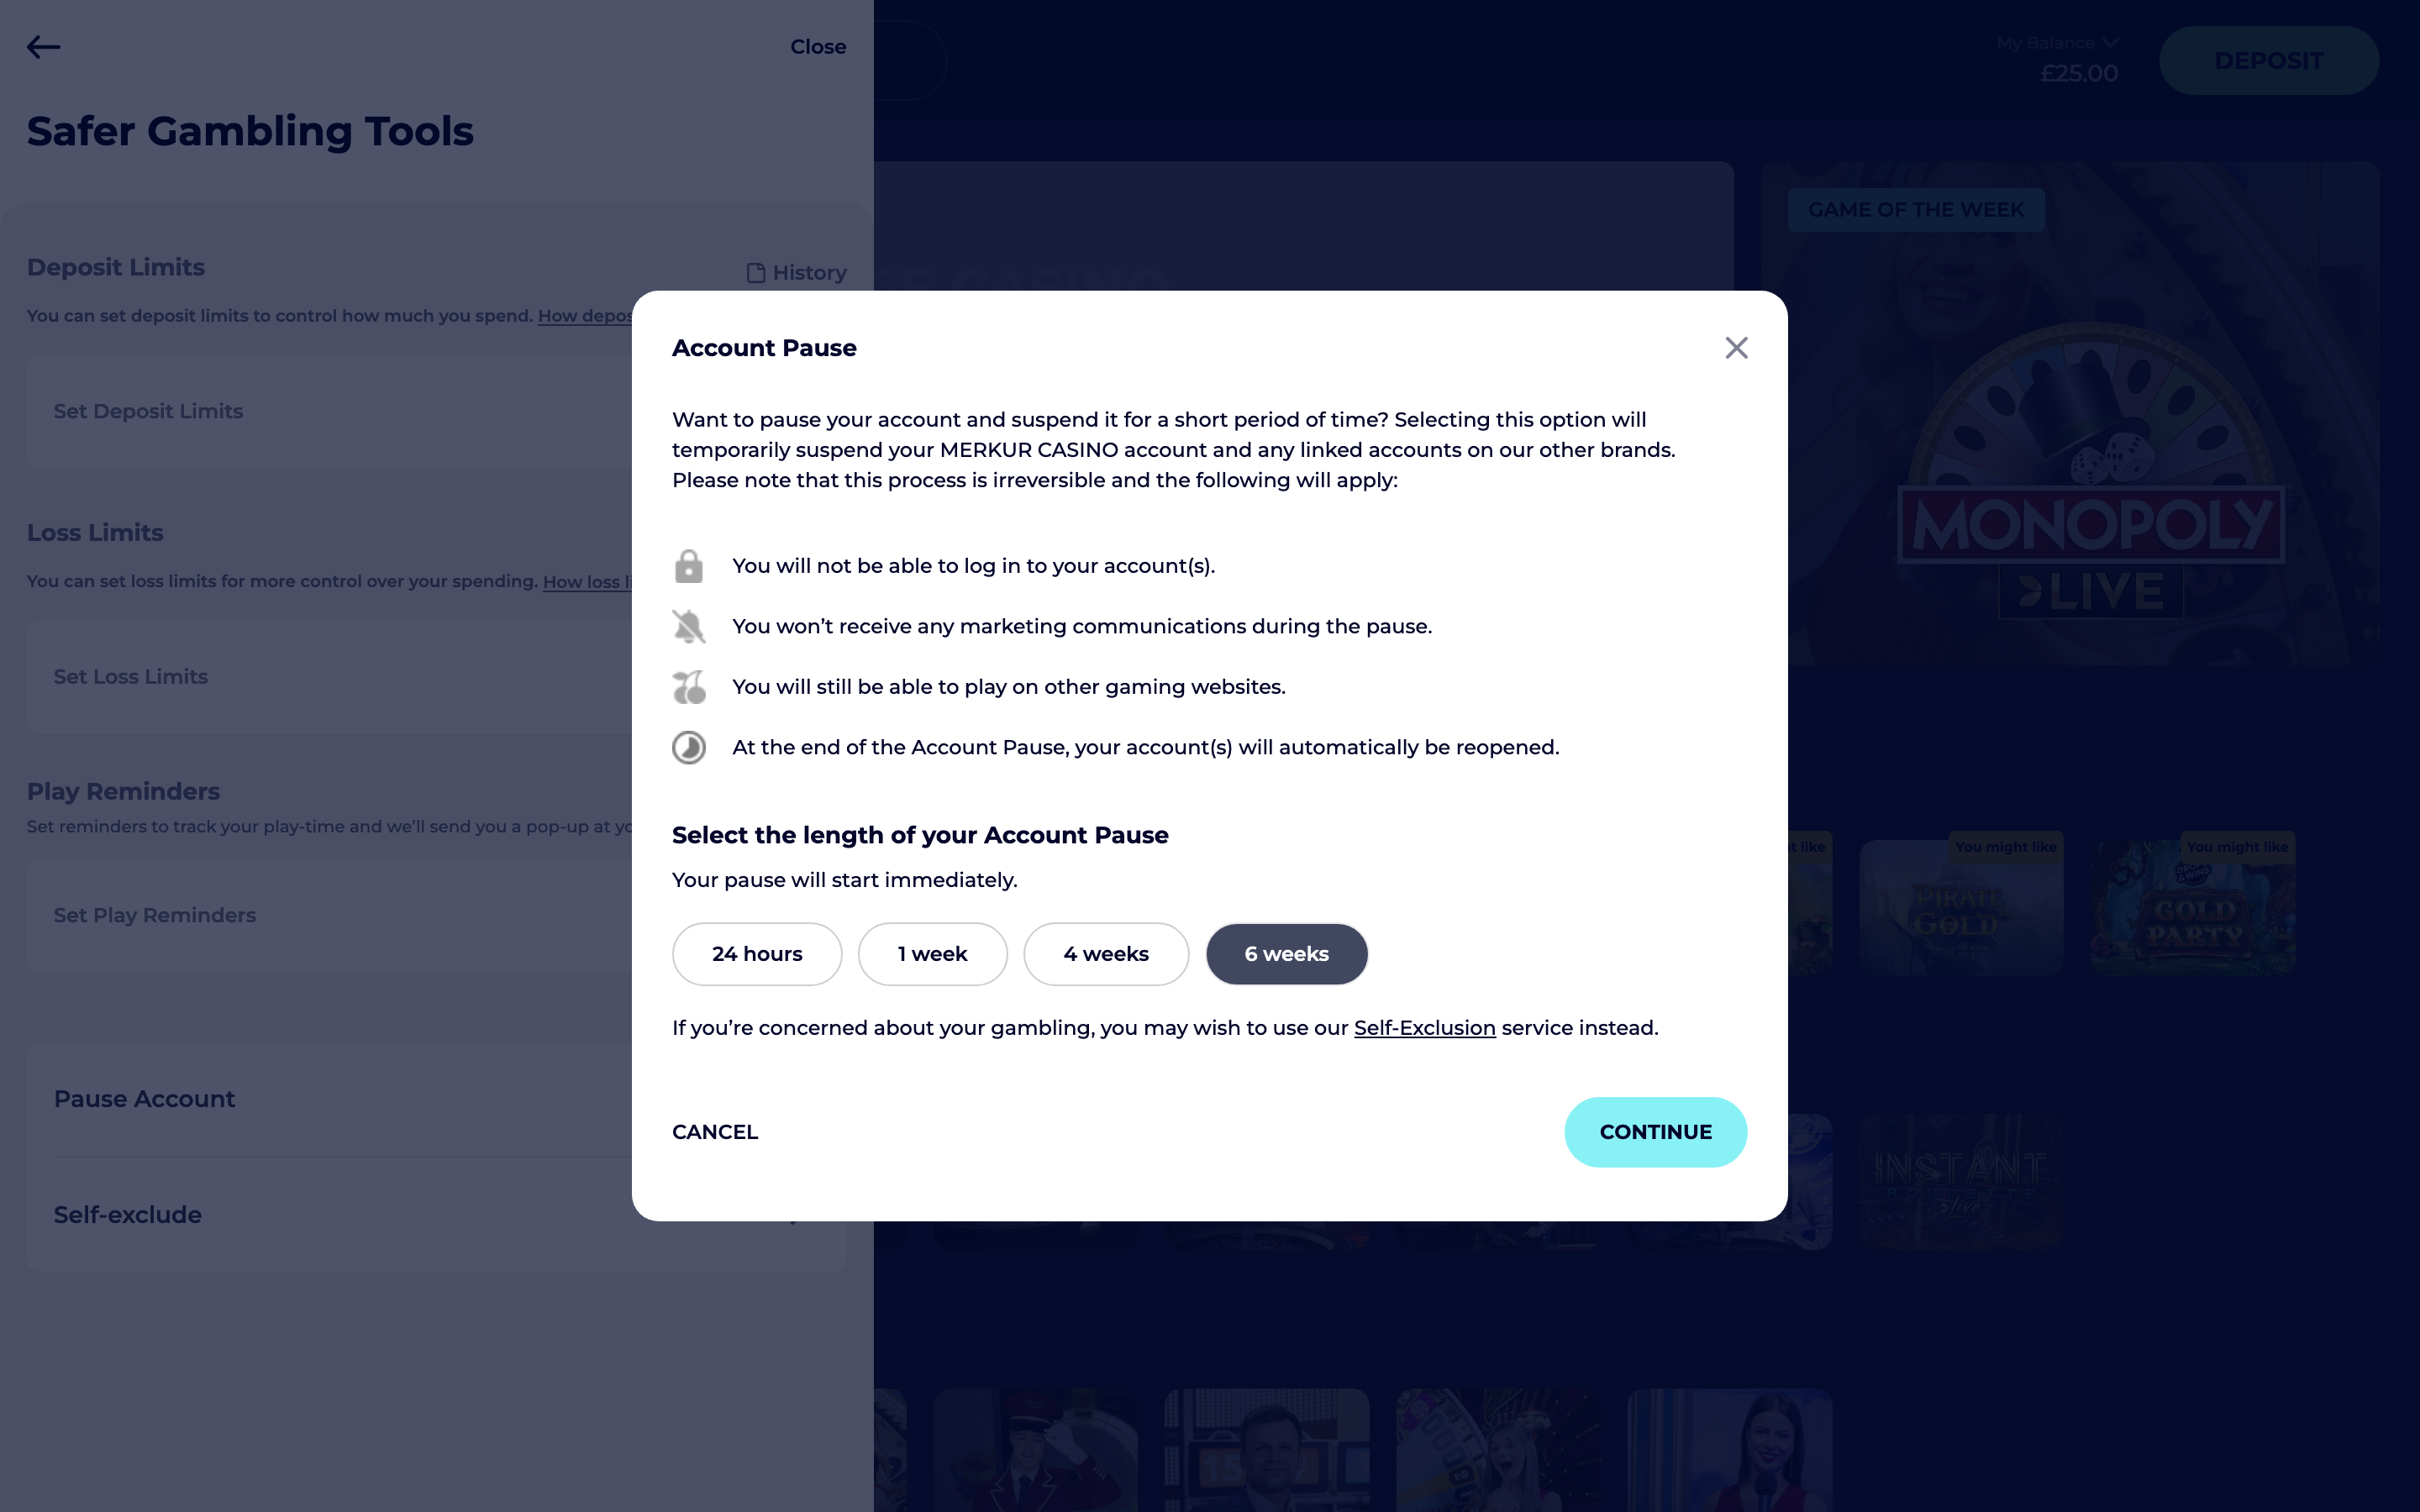 Close
My Balance
£25.00
DEPOSIT
Safer Gambling Tools
GAME OF THE WEEK
Deposit Limits
History
You can set deposit limits to control how much you spend. How
Set Deposit Limits
Loss Limits
You can set loss limits for more control over your spending. How loss
Set Loss Limits
Play Reminders
Set reminders to track your play-time and we'll send you a pop-up at
Set Play Reminders
Pause Account
Self-exclude
Account Pause
Want to pause your account and suspend it for a short period of time? Selecting this option will
temporarily suspend your MERKUR CASINO account and any linked accounts on our other brands.
Please note that this process is irreversible and the following will apply:
You will not be able to log in to your account(s).
You won’t receive any marketing communications during the pause.
You will still be able to play on other gaming websites.
At the end of the Account Pause, your account(s) will automatically be reopened.
Select the length of your Account Pause
Your pause will start immediately.
24 hours
1 week
4 weeks
6 weeks
If you’re concerned about your gambling, you may wish to use our Self-Exclusion service instead.
CANCEL
CONTINUE
MONOPOLY
LIVE
like
You might like
You might like
PIRATE
GOLD
GOLD
PARTY
INSTANT